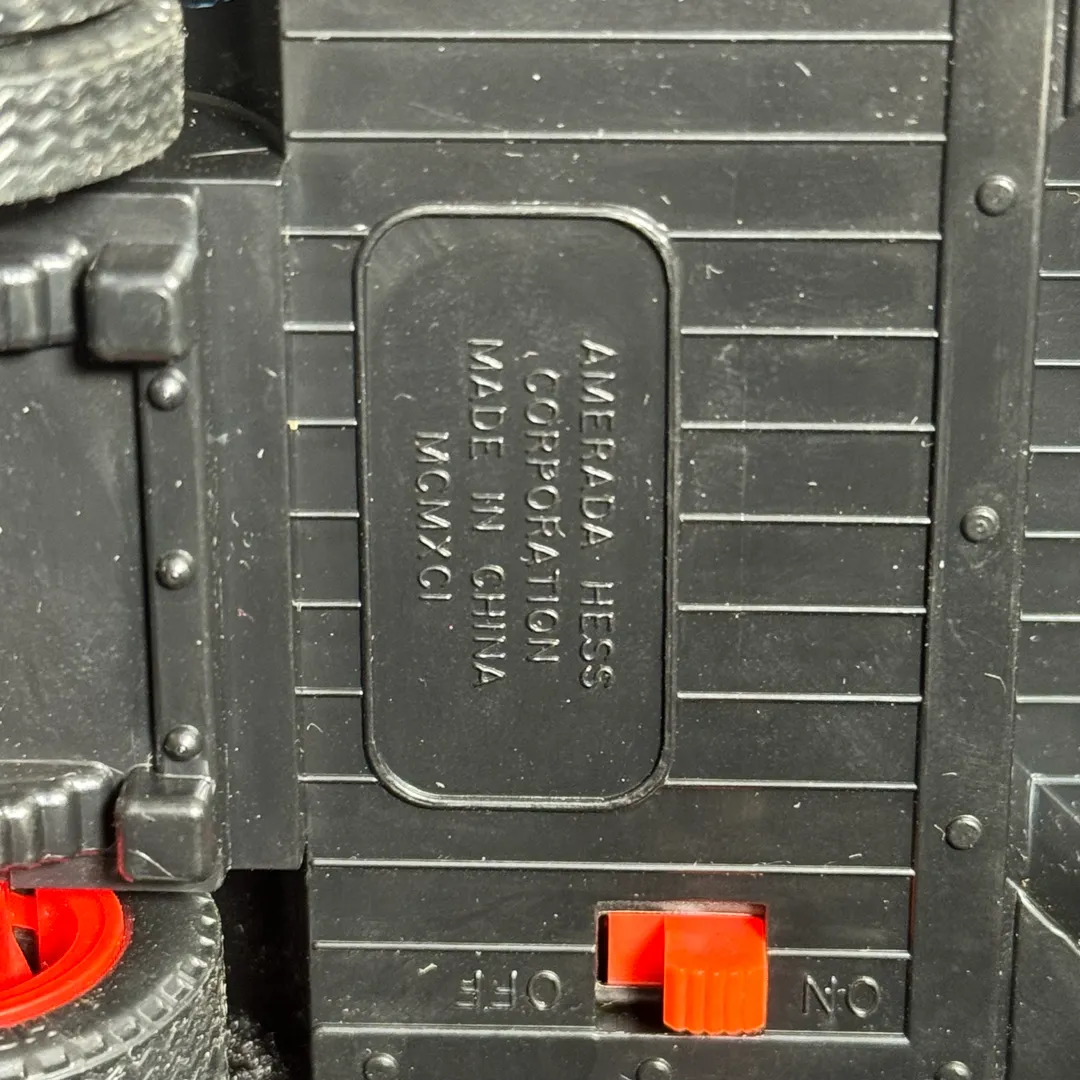 AMERADA HESS
CORPORATION
MADE IN CHINA
MCMXCI
OFF
ON